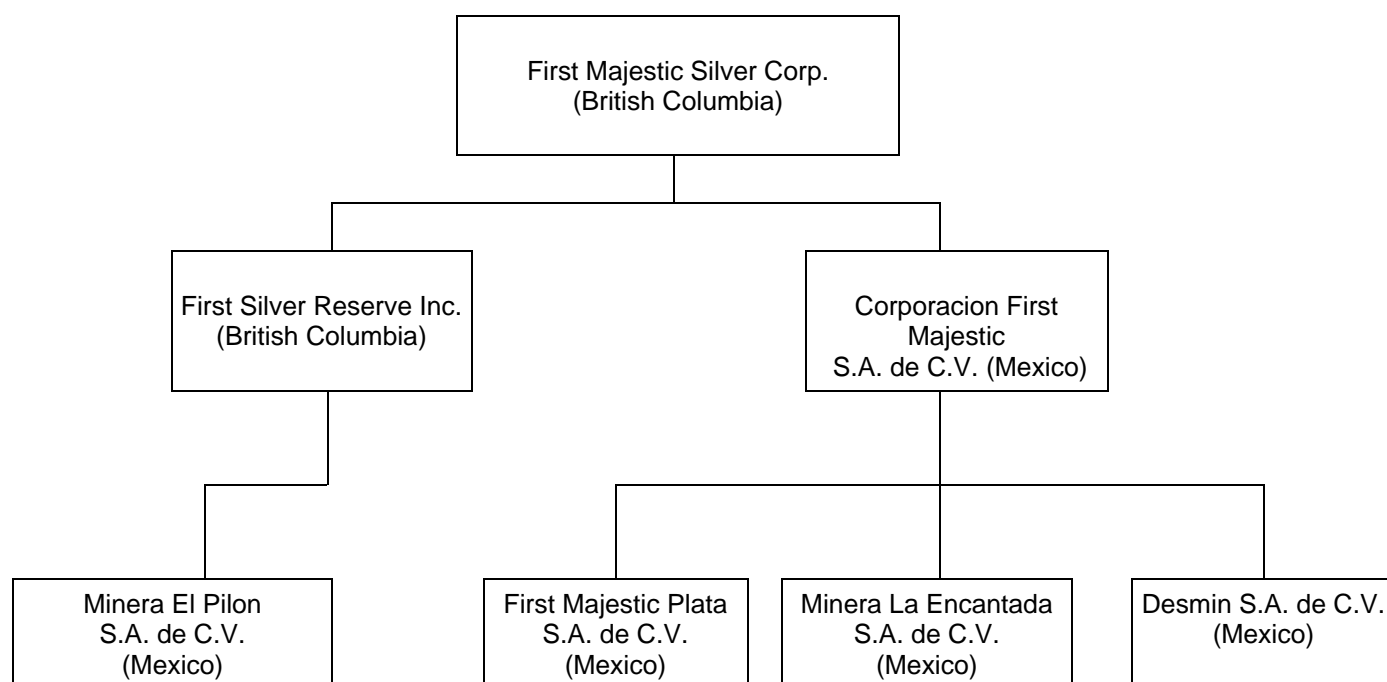 First Majestic Silver Corp.
(British Columbia)
First Silver Reserve Inc.
(British Columbia)
Corporacion First
Majestic
S.A. de C.V. (Mexico)
Minera El Pilon
S.A. de C.V.
(Mexico)
First Majestic Plata
S.A. de C.V.
(Mexico)
Minera La Encantada
S.A. de C.V.
(Mexico)
Desmin S.A. de C.V.
(Mexico)